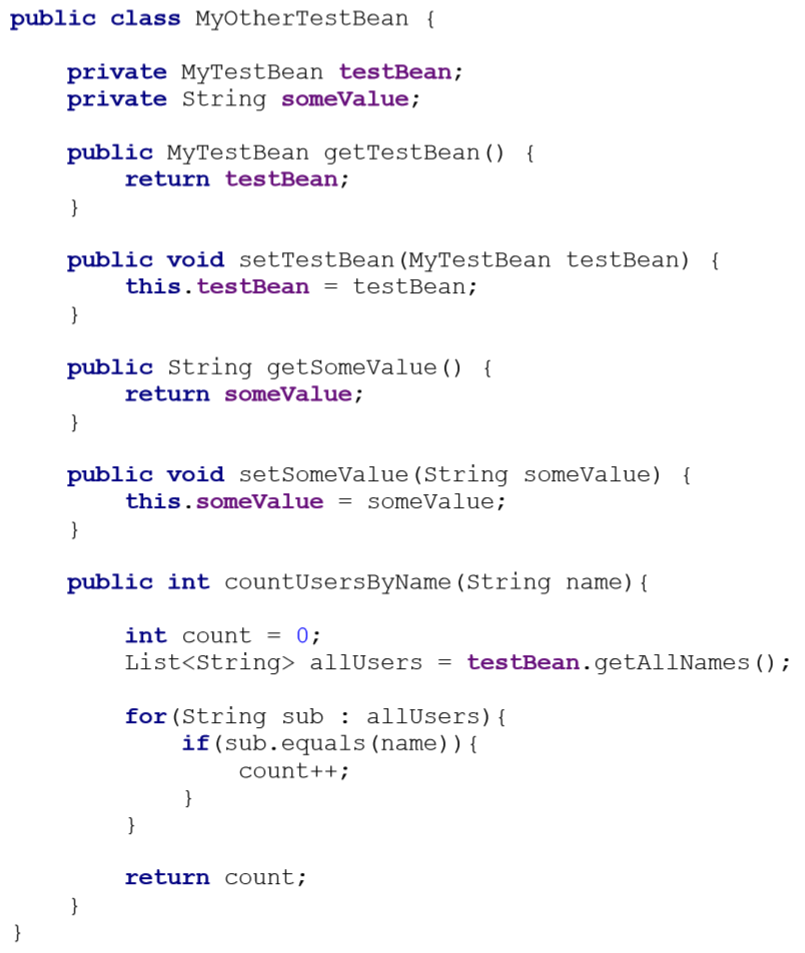 public class MyOtherTestBean {
private MyTestBean testBean;
private String someValue;
public MyTestBean getTestBean() {
return testBean;
}
public void setTestBean(MyTestBean testBean) {
this.testBean = testBean;
}
public String getSomeValue() {
return someValue;
}
public void setSomeValue(String someValue) {
this.someValue = someValue;
}
public int countUsersByName(String name){
int count = 0;
List<String> allUsers = testBean.getAllNames();
for(String sub : allUsers){
if(sub.equals(name)){
count++;
}
}
return count;
}
}